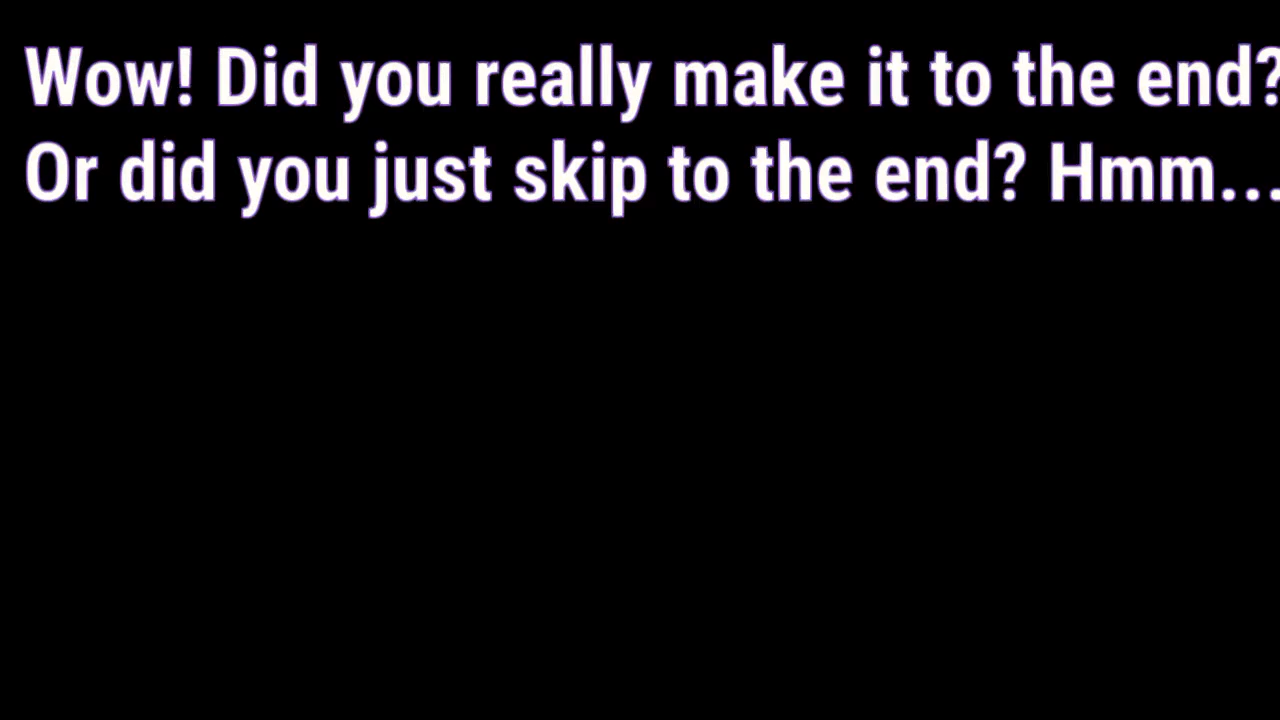 Wow! Did you really make it to the end?
Or did you just skip to the end? Hmm...